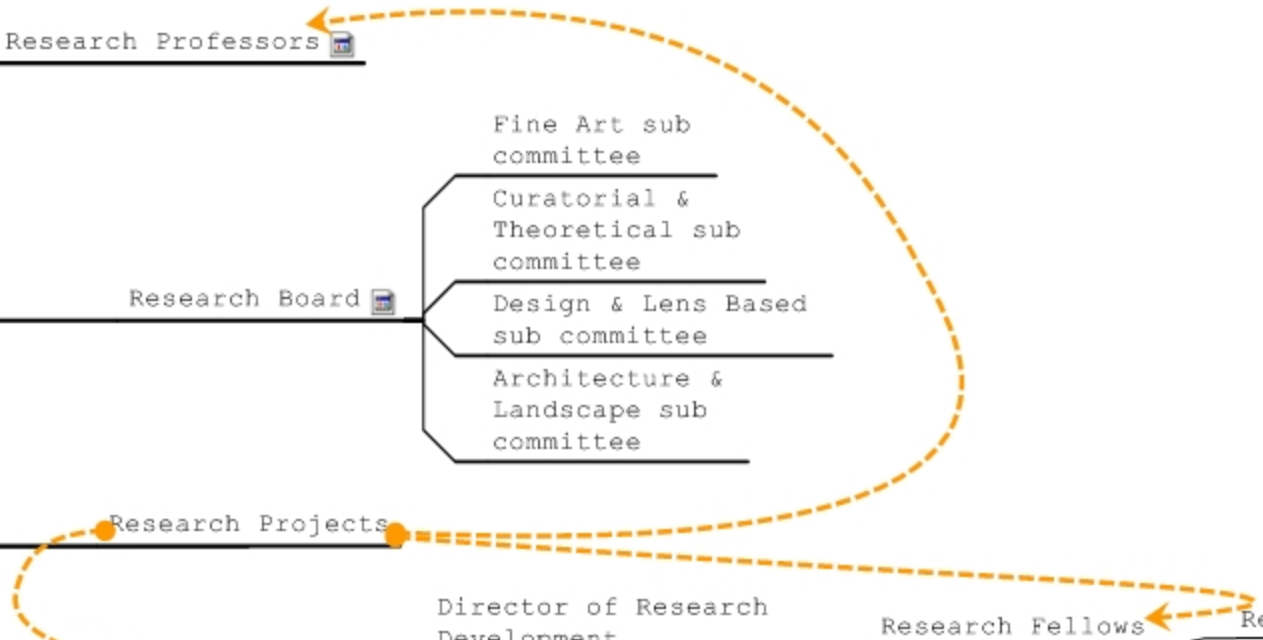 Research Professors
Fine Art sub
committee
Curatorial &
Theoretical sub
committee
Research Board
Design & Lens Based
sub committee
Architecture &
Landscape sub
committee
Research Projects
Director of Research
Development
Research Fellows